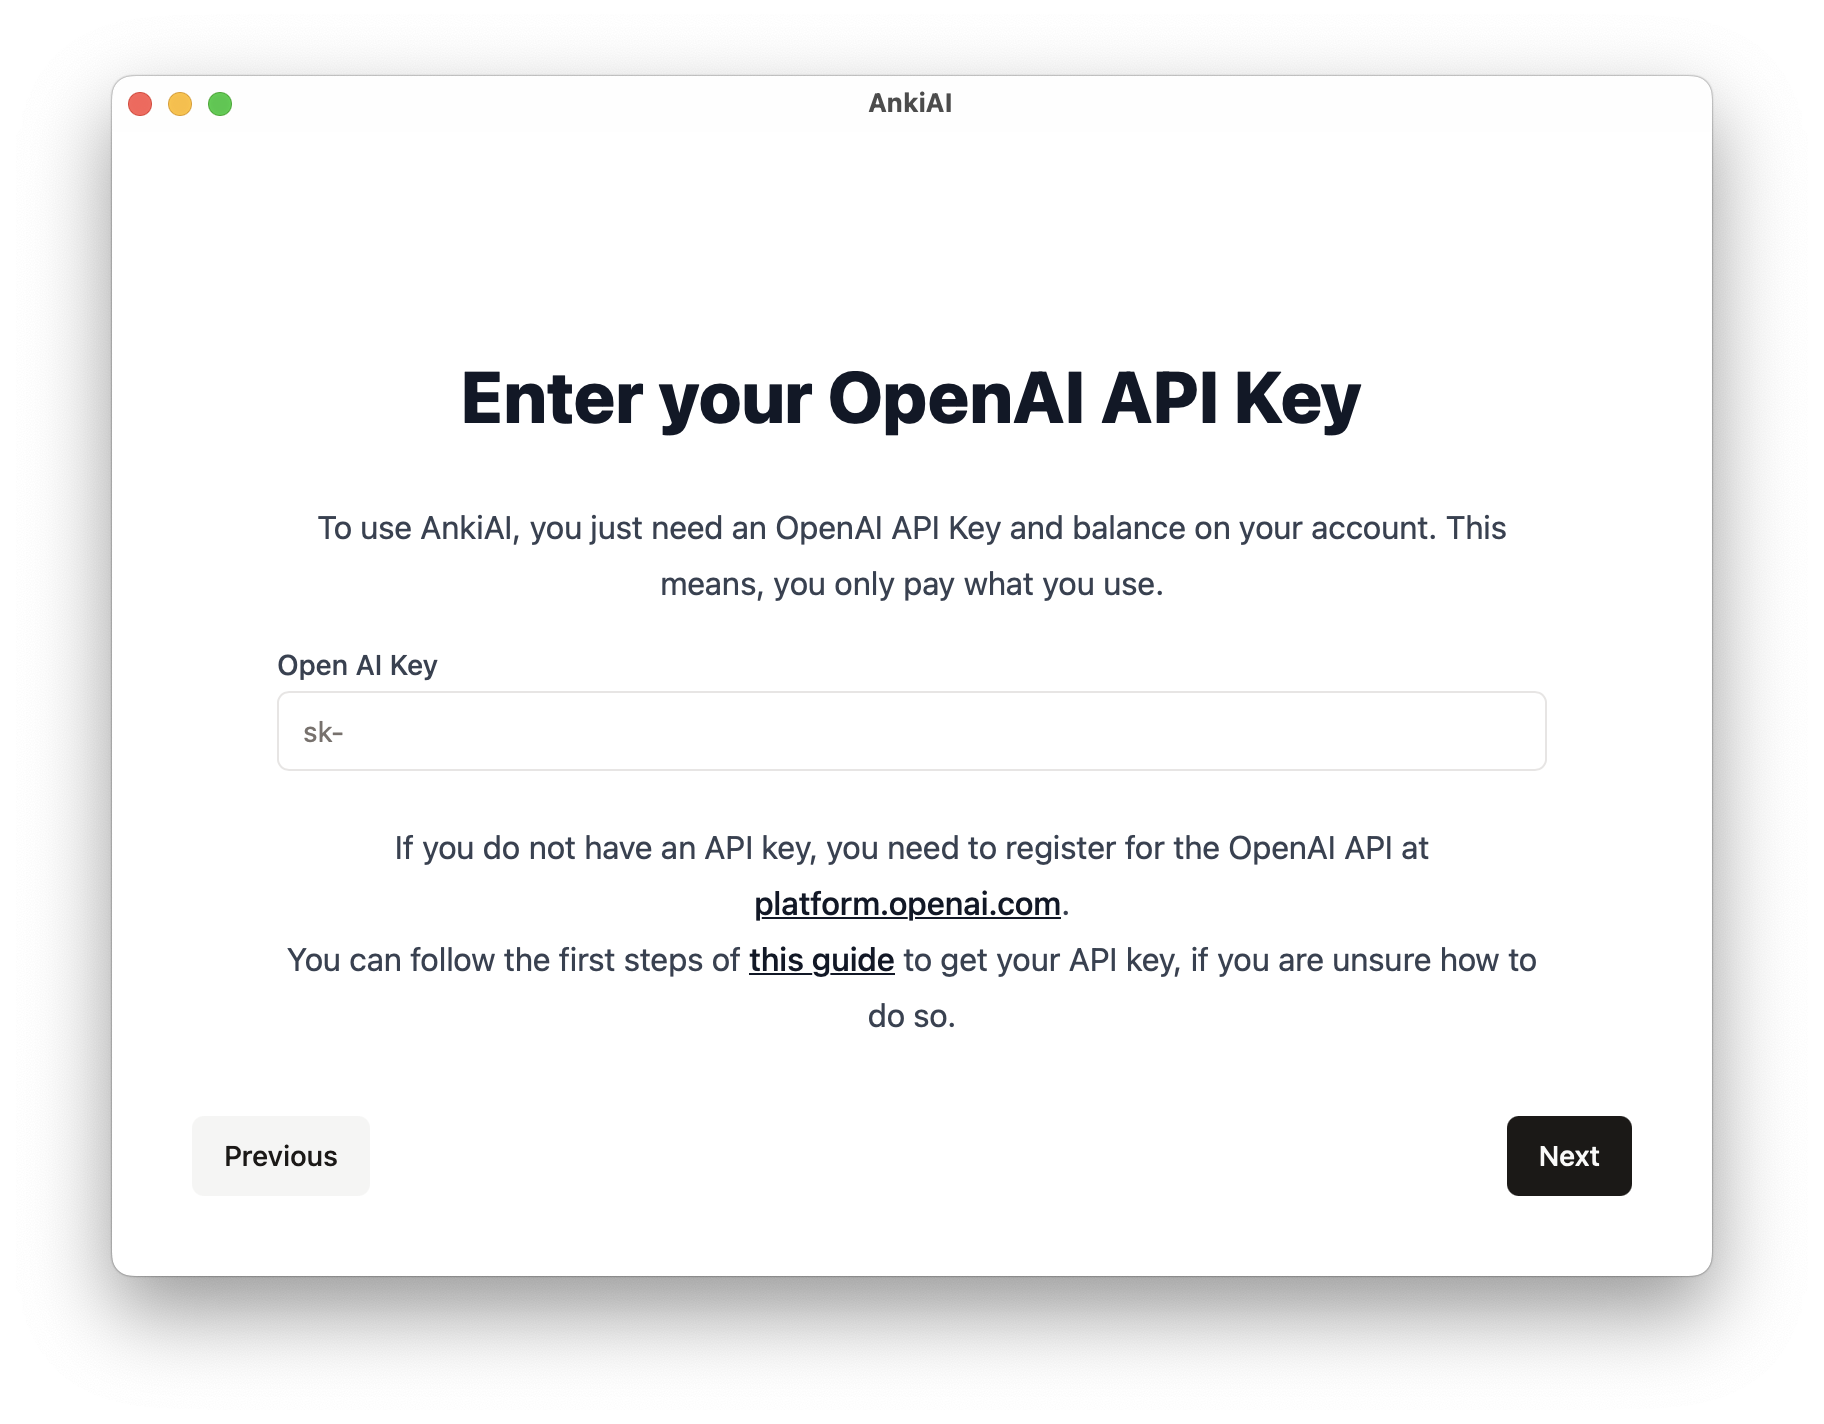 AnkiAI
Enter your OpenAI API Key
To use AnkiAI, you just need an OpenAI API Key and balance on your account. This
means, you only pay what you use.
Open AI Key
sk-
If you do not have an API key, you need to register for the OpenAI API at
platform.openai.com.
You can follow the first steps of this guide to get your API key, if you are unsure how to
do so.
Previous
Next